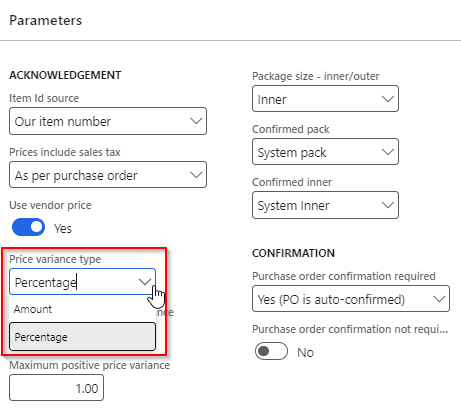 Parameters
ACKNOWLEDGEMENT
Item Id source
Our item number
Prices include sales tax
As per purchase order
Use vendor price
Yes
Price variance type
Percentage
Amount
Percentage
Maximum positive price variance
1.00
Package size - inner/outer
Inner
Confirmed pack
System pack
Confirmed inner
System Inner
CONFIRMATION
Purchase order confirmation required
Yes (PO is auto-confirmed)
Purchase order confirmation not requi...
No